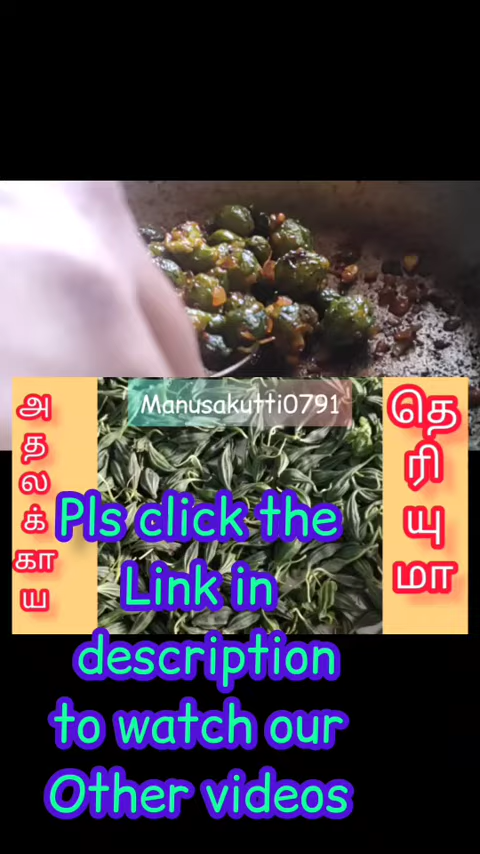 Manusakutti0791
அ
த
ல
க்
காய
தெ
ரி
யு
மா
Pls click the
Link in
description
to watch our
Other videos